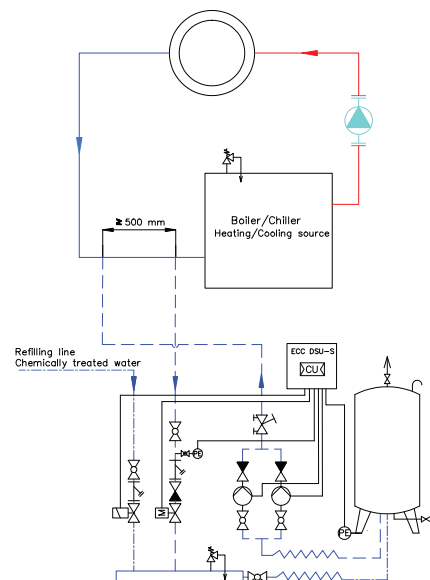 ≥ 500 mm
Boiler/Chiller
Heating/Cooling source
Refilling line
Chemically treated water
ECC DSU-S
CU
PE
M
PE